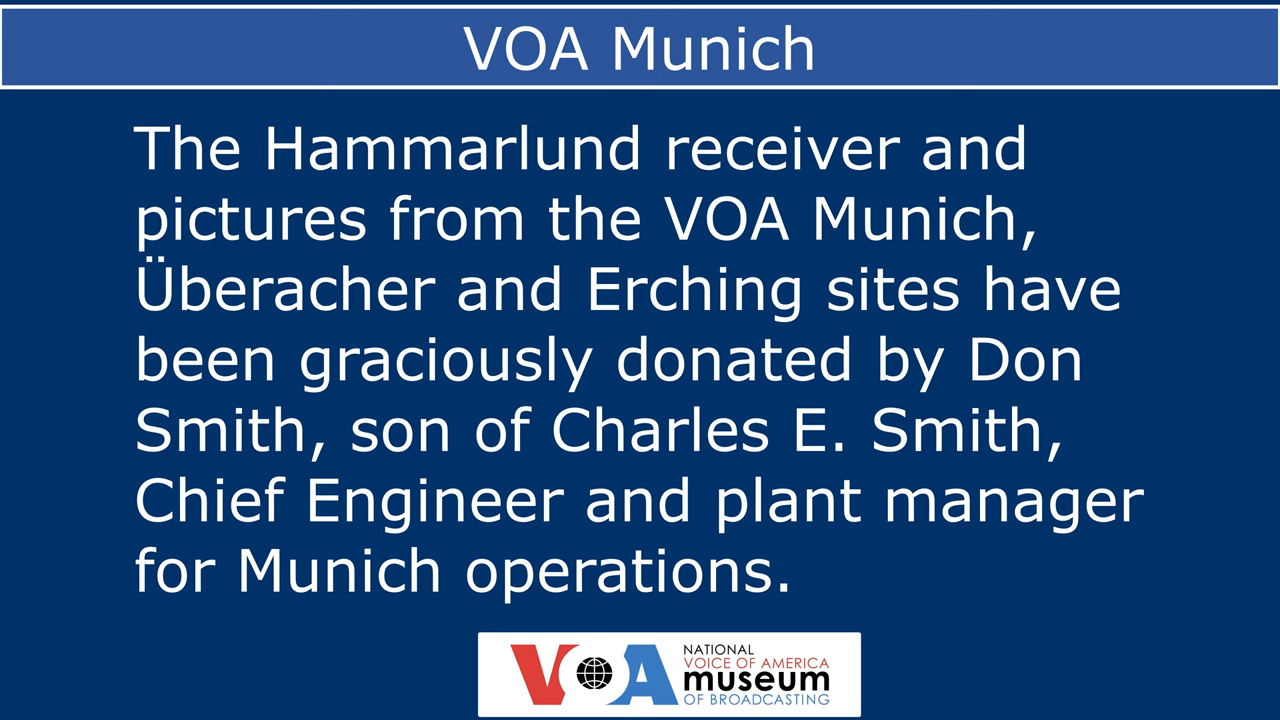 VOA Munich
The Hammarlund receiver and
pictures from the VOA Munich,
Überacher and Erching sites have
been graciously donated by Don
Smith, son of Charles E. Smith,
Chief Engineer and plant manager
for Munich operations.
VOA
NATIONAL
VOICE OF AMERICA
museum
OF BROADCASTING